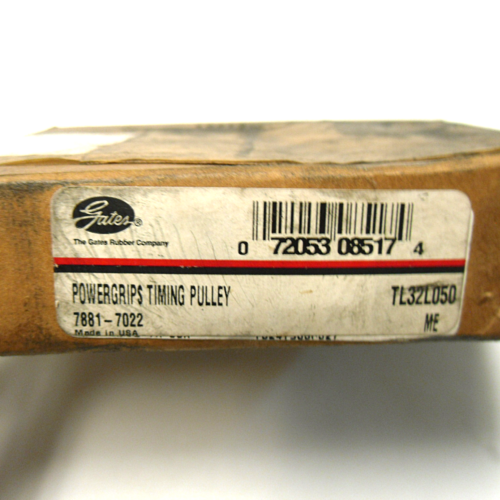 Gates®
The Gates Rubber Company
0 72053 08517 4
POWERGRIPS TIMING PULLEY TL32L050
7881-7022 ME
Made in USA